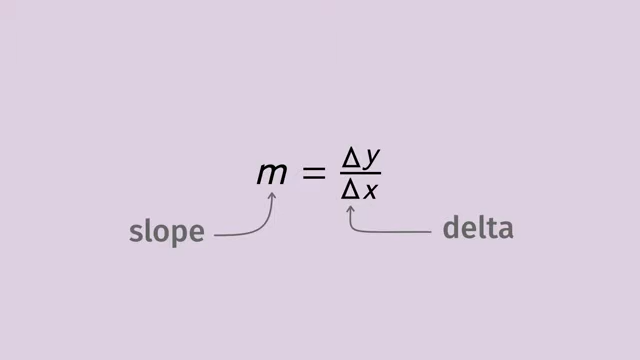 m = Δy/Δx
slope
delta